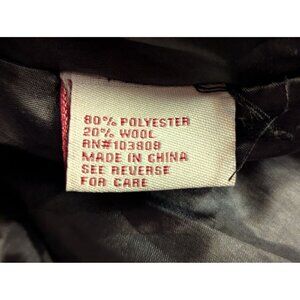 80% POLYESTER
20% WOOL
RN#103808
MADE IN CHINA
SEE REVERSE
FOR CARE